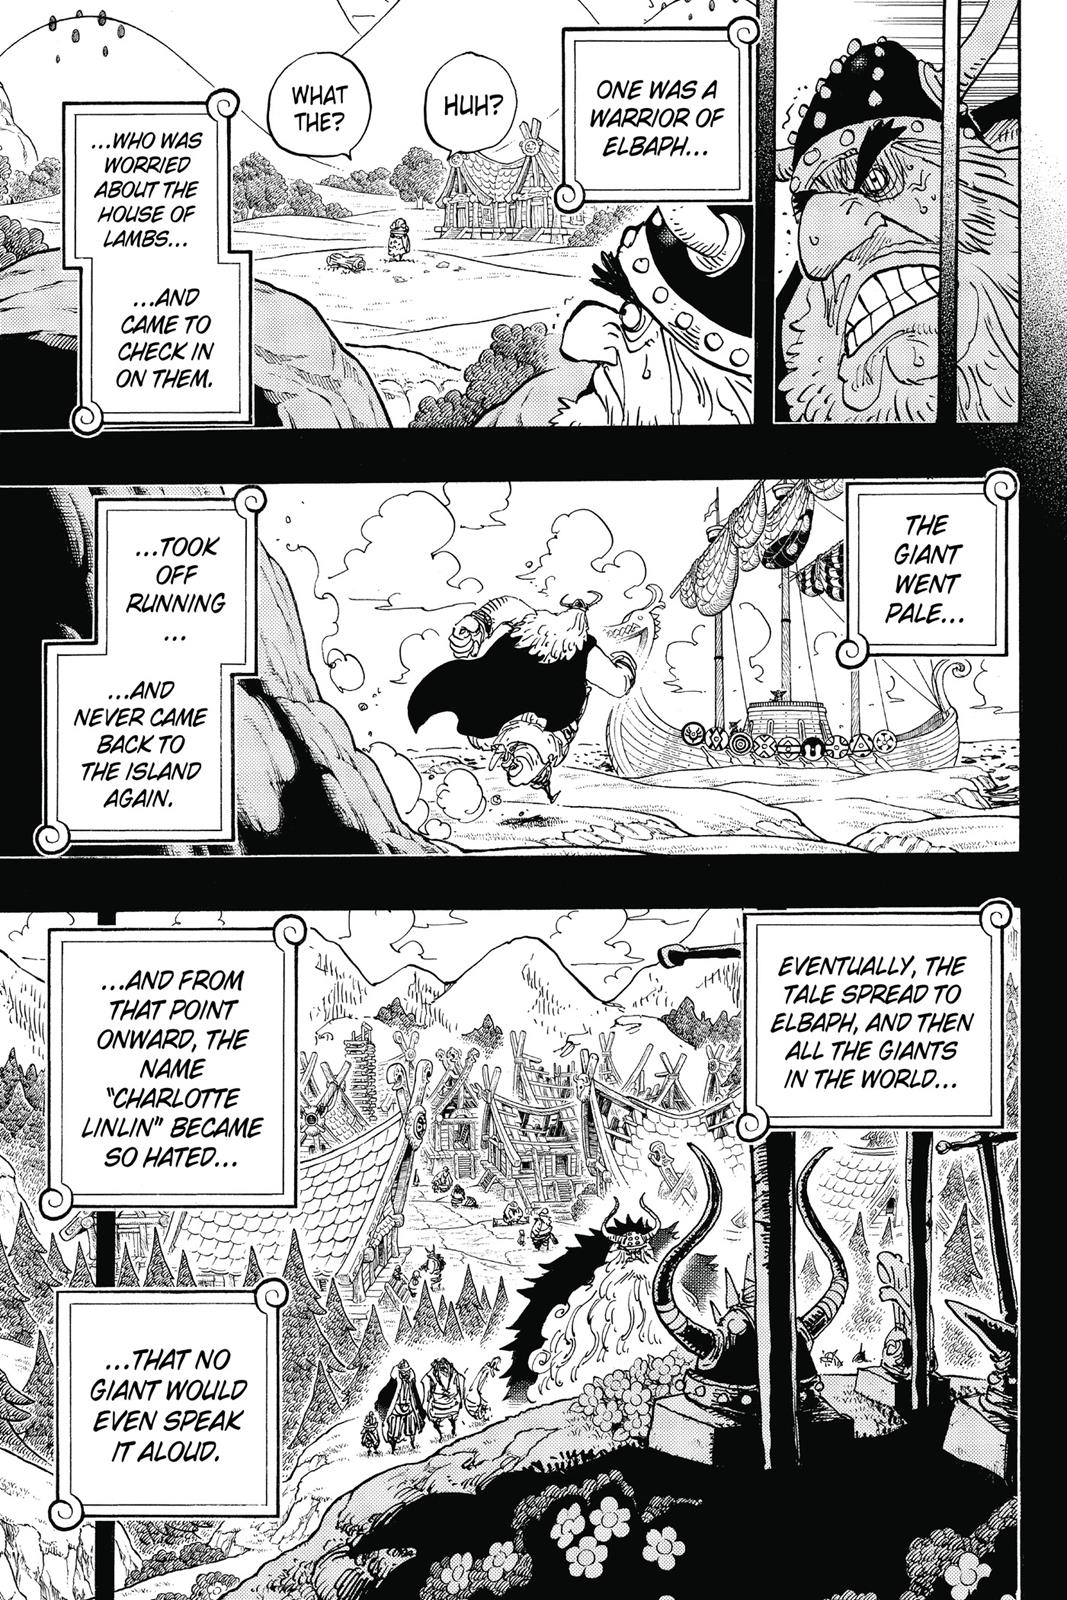 ONE WAS A
WARRIOR OF
ELBAPH...
HUH?
WHAT
THE?
...WHO WAS
WORRIED
ABOUT THE
HOUSE OF
LAMBS...
...AND
CAME TO
CHECK IN
ON THEM.
THE
GIANT
WENT
PALE...
...TOOK
OFF
RUNNING
...
...AND
NEVER CAME
BACK TO
THE ISLAND
AGAIN.
EVENTUALLY, THE
TALE SPREAD TO
ELBAPH, AND THEN
ALL THE GIANTS
IN THE WORLD...
...AND FROM
THAT POINT
ONWARD, THE
NAME
"CHARLOTTE
LINLIN" BECAME
SO HATED...
...THAT NO
GIANT WOULD
EVEN SPEAK
IT ALOUD.